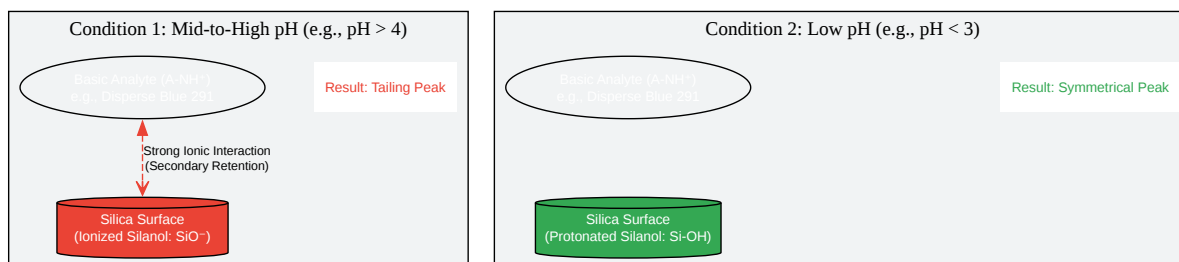 Condition 1: Mid-to-High pH (e.g., pH > 4)
Basic Analyte (A-NH⁺)
e.g., Disperse Blue 291
Result: Tailing Peak
Strong Ionic Interaction
(Secondary Retention)
Silica Surface
(Ionized Silanol: SiO⁻)
Condition 2: Low pH (e.g., pH < 3)
Basic Analyte (A-NH⁺)
e.g., Disperse Blue 291
Result: Symmetrical Peak
Silica Surface
(Protonated Silanol: Si-OH)